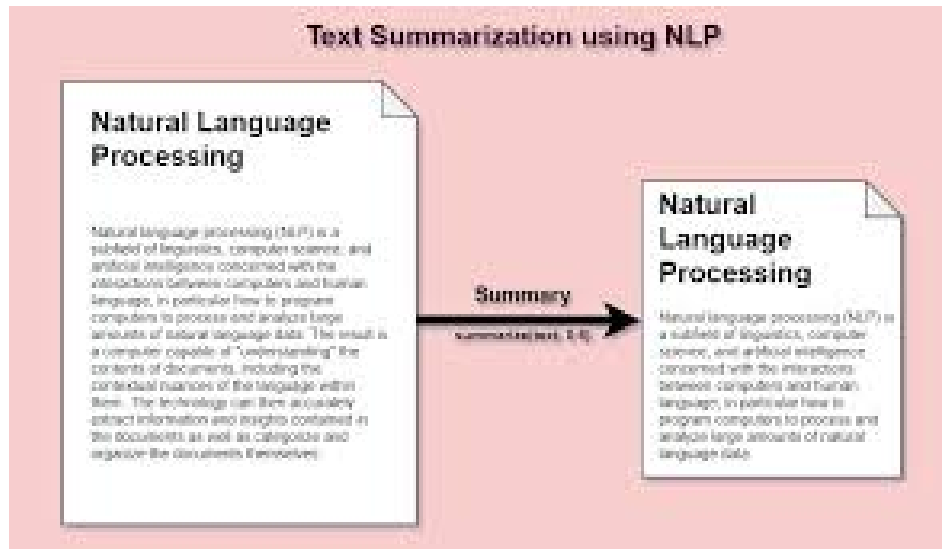 Text Summarization using NLP
Natural Language
Processing
Natural language processing (NLP) is a
subfield of linguistics, computer science, and
artificial intelligence concerned with the
interactions between computers and human
language, in particular how to program
computers to process and analyze large
amounts of natural language data. The result is
a computer capable of "understanding" the
contents of documents, including the
contextual nuances of the language within
them. The technology can then accurately
extract information and insights contained in
the documents as well as categorize and
organize the documents themselves.
Summary
Natural
Language
Processing
Natural language processing (NLP) is
a subfield of linguistics, computer
science, and artificial intelligence
concerned with the interactions
between computers and human
language, in particular how to
program computers to process and
analyze large amounts of natural
language data.